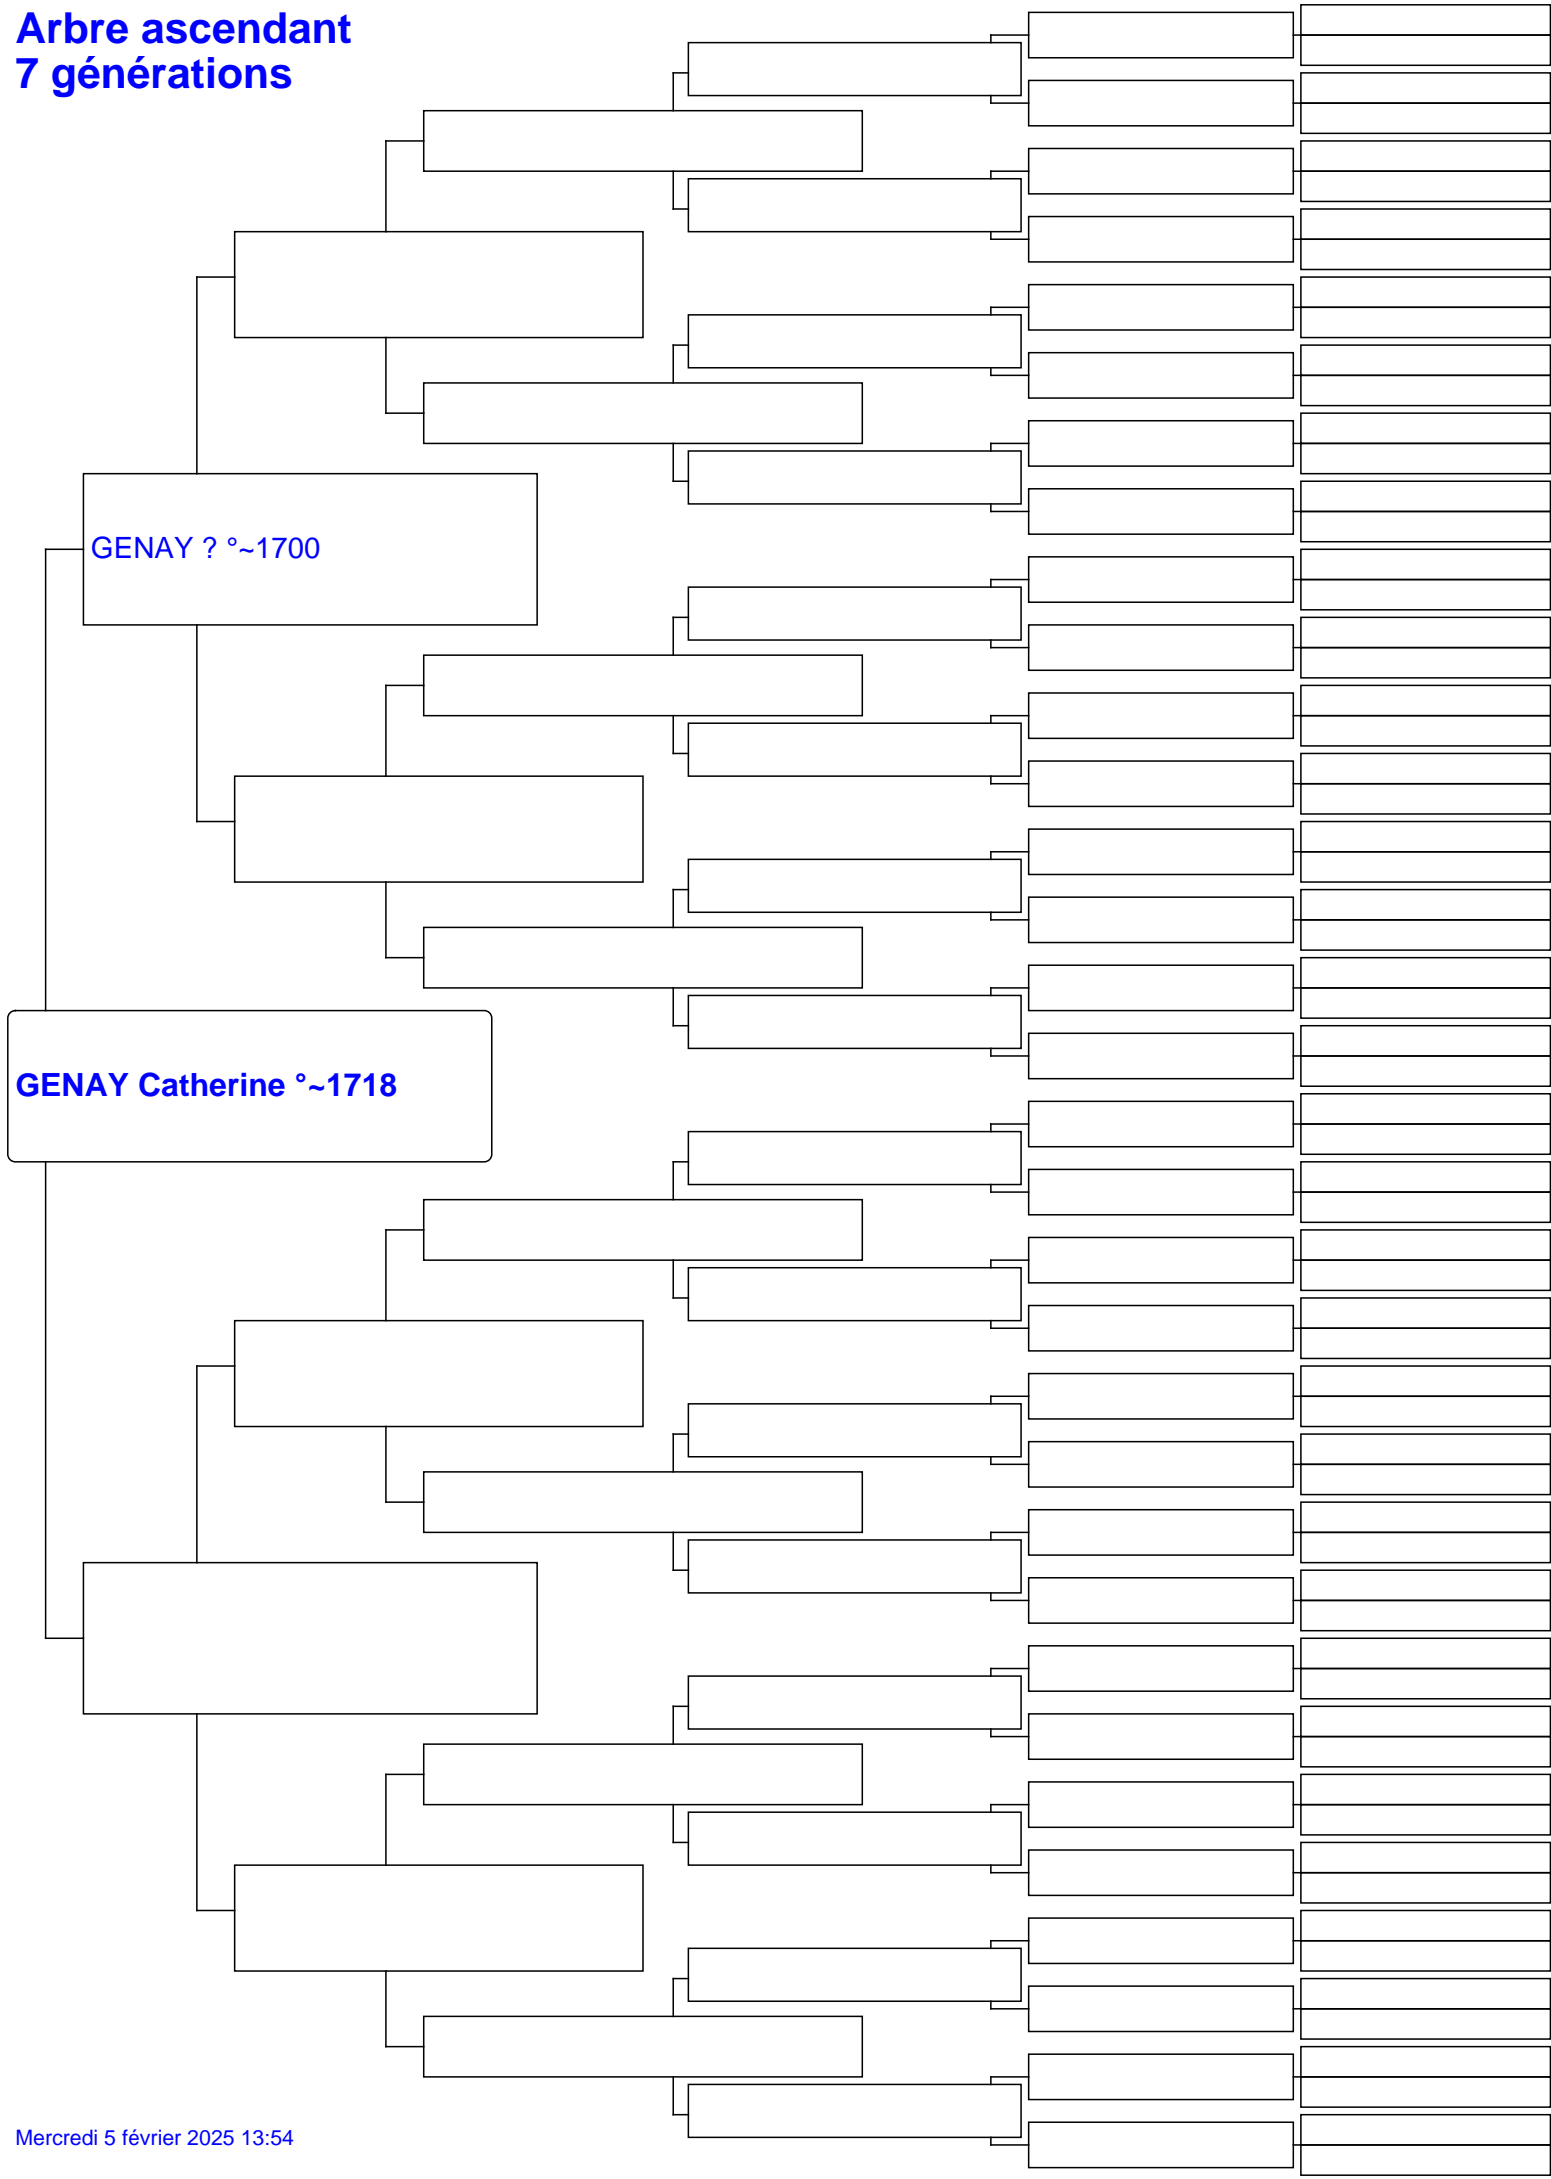 Arbre ascendant
7 générations
GENAY ? °~1700
GENAY Catherine °~1718
Mercredi 5 février 2025 13:54